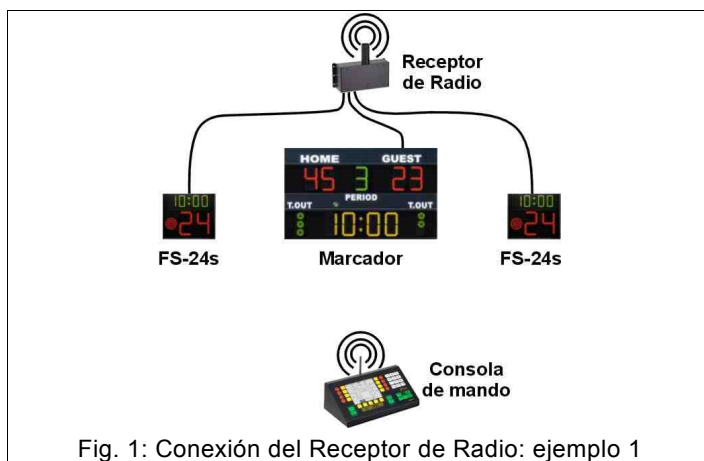 Receptor
de Radio
HOME GUEST
45 3 23
PERIOD
T.OUT T.OUT
10:00
10:00
24
10:00
24
FS-24s Marcador FS-24s
Consola
de mando
Fig. 1: Conexión del Receptor de Radio: ejemplo 1